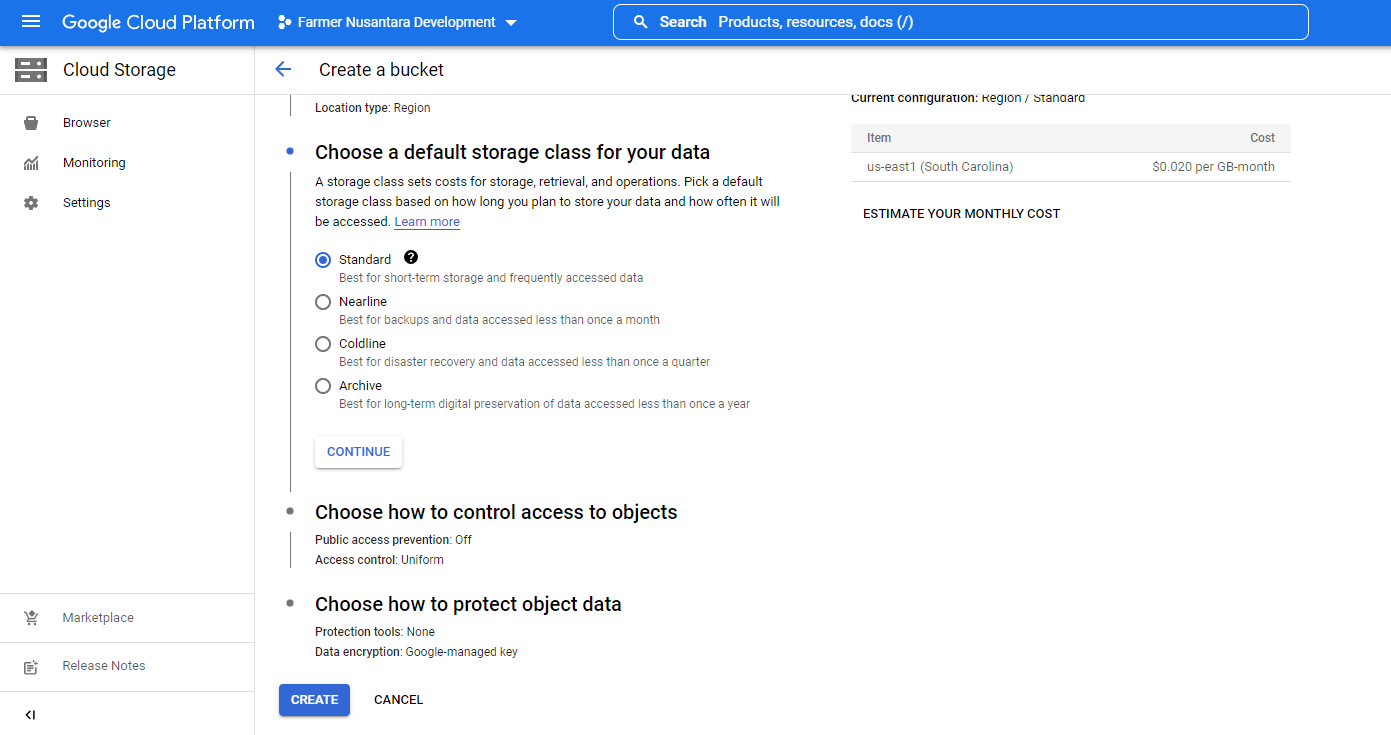 Google Cloud Platform
Farmer Nusantara Development
Search Products, resources, docs (/)
Cloud Storage
Create a bucket
Browser
Monitoring
Settings
Marketplace
Release Notes
Location type: Region
Choose a default storage class for your data
A storage class sets costs for storage, retrieval, and operations. Pick a default
storage class based on how long you plan to store your data and how often it will
be accessed. Learn more
Standard ?
Best for short-term storage and frequently accessed data
Nearline
Best for backups and data accessed less than once a month
Coldline
Best for disaster recovery and data accessed less than once a quarter
Archive
Best for long-term digital preservation of data accessed less than once a year
CONTINUE
Choose how to control access to objects
Public access prevention: Off
Access control: Uniform
Choose how to protect object data
Protection tools: None
Data encryption: Google-managed key
CREATE CANCEL
Current configuration: Region / Standard
Item Cost
us-east1 (South Carolina) $0.020 per GB-month
ESTIMATE YOUR MONTHLY COST